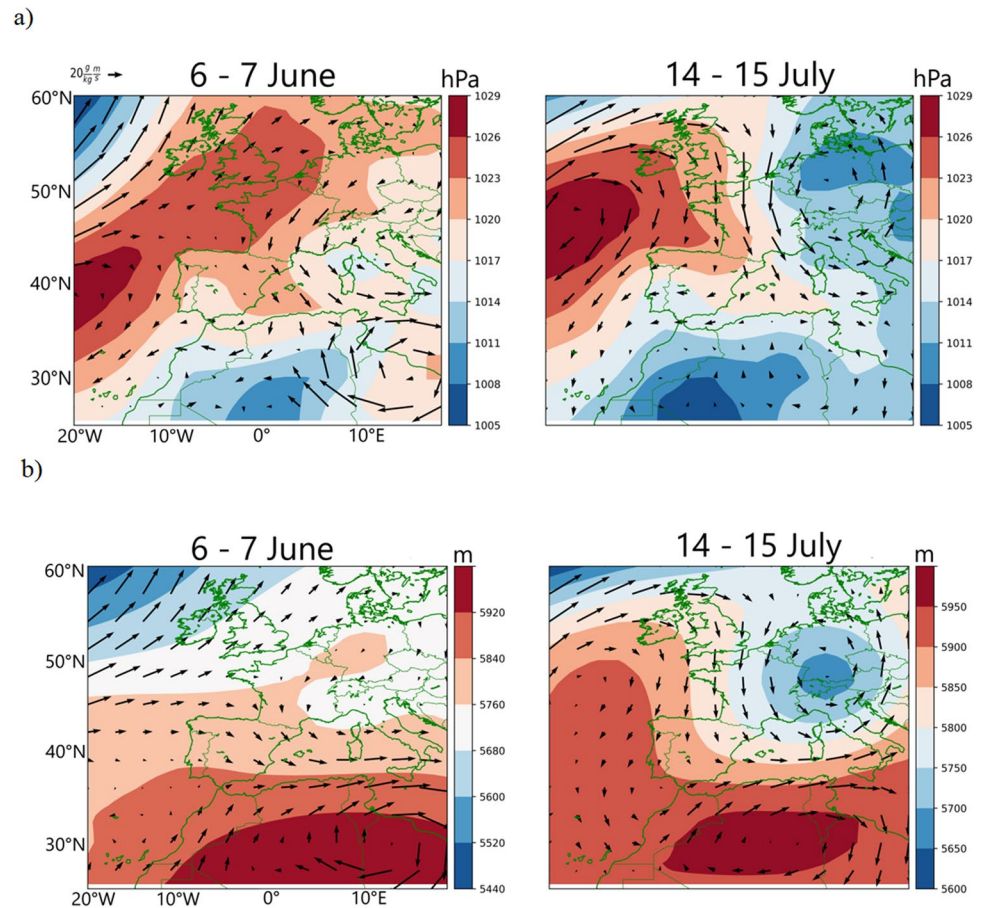 a)
20 g/kg m/s
6 - 7 June
hPa
14 - 15 July
hPa
60°N
50°N
40°N
30°N
20°W 10°W 0° 10°E
1029
1026
1023
1020
1017
1014
1011
1008
1005
1029
1026
1023
1020
1017
1014
1011
1008
1005
b)
6 - 7 June
m
14 - 15 July
m
60°N
50°N
40°N
30°N
20°W 10°W 0° 10°E
5920
5840
5760
5680
5600
5520
5440
5950
5900
5850
5800
5750
5700
5650
5600